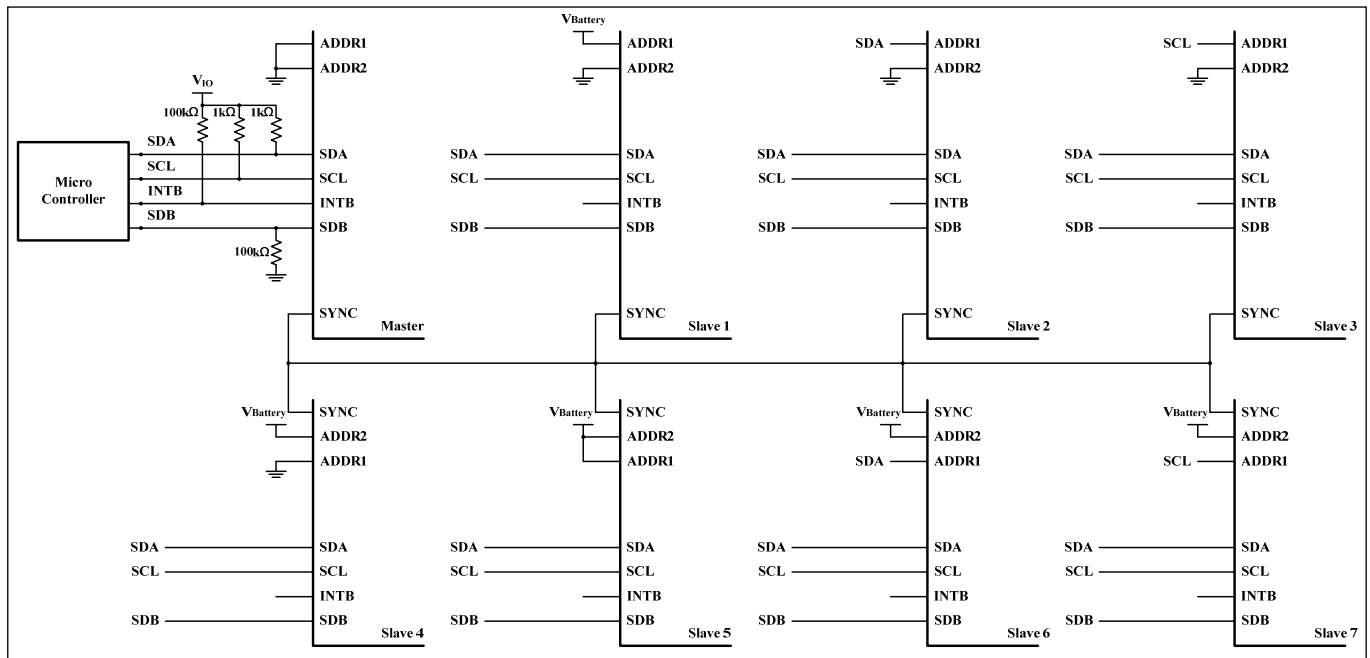 VBattery
ADDR1
ADDR2
VIO
100kΩ 1kΩ 1kΩ
Micro
Controller
SDA
SCL
INTB
SDB
100kΩ
SDA
SCL
INTB
SDB
SYNC
Master
ADDR1
ADDR2
SDA SDA
SCL SCL
INTB
SDB SDB
SYNC
Slave 1
SDA ADDR1
ADDR2
SDA SDA
SCL SCL
INTB
SDB SDB
SYNC
Slave 2
SCL ADDR1
ADDR2
SDA SDA
SCL SCL
INTB
SDB SDB
SYNC
Slave 3
VBattery
SYNC
ADDR2
ADDR1
SDA SDA
SCL SCL
INTB
SDB SDB
Slave 4
VBattery
SYNC
ADDR2
ADDR1
SDA SDA
SCL SCL
INTB
SDB SDB
Slave 5
VBattery
SYNC
ADDR2
SDA ADDR1
SDA SDA
SCL SCL
INTB
SDB SDB
Slave 6
VBattery
SYNC
ADDR2
SCL ADDR1
SDA SDA
SCL SCL
INTB
SDB SDB
Slave 7